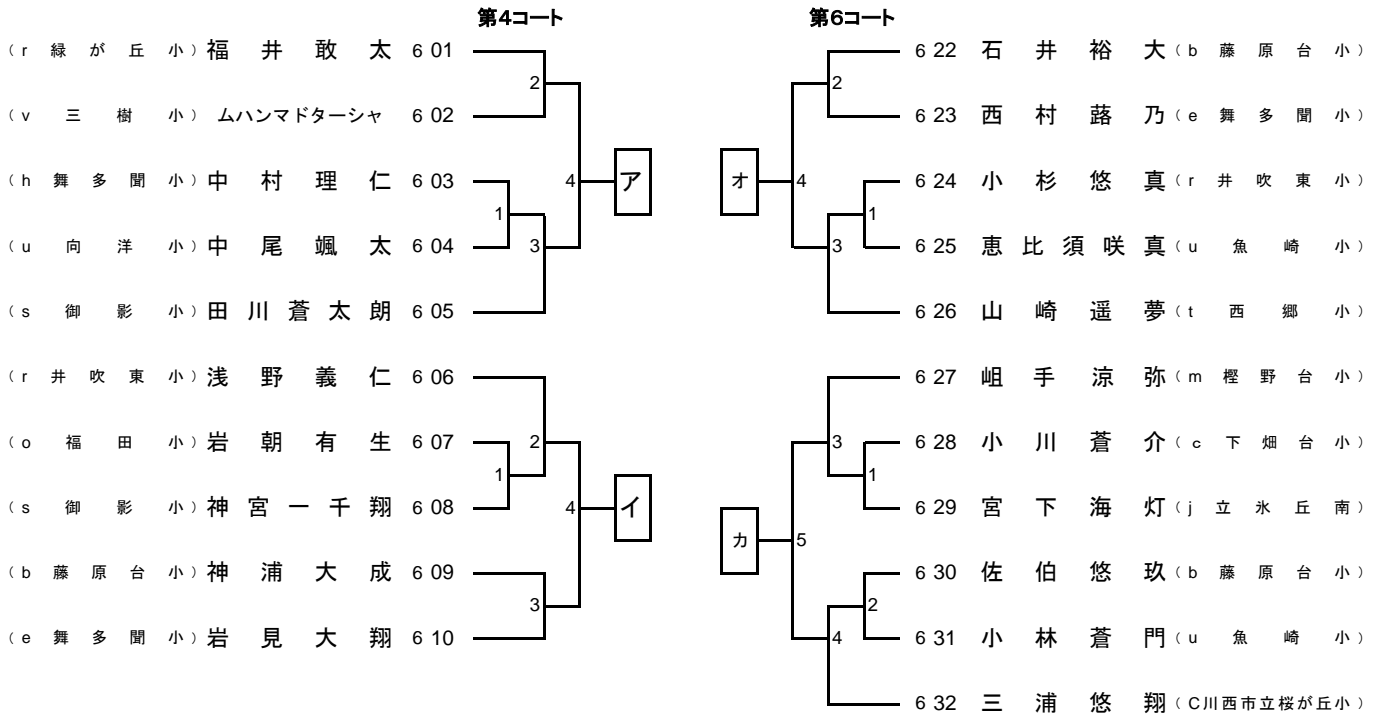 第4コート
(r 緑が丘小) 福井敢太 6 01
2
(v 三樹小) ムハンマドターシャ 6 02
(h 舞多聞小) 中村理仁 6 03
4 ア
1
(u 向洋小) 中尾颯太 6 04
3
(s 御影小) 田川蒼太朗 6 05
(r 井吹東小) 浅野義仁 6 06
(o 福田小) 岩朝有生 6 07
2
1
(s 御影小) 神宮一千翔 6 08
4 イ
(b 藤原台小) 神浦大成 6 09
3
(e 舞多聞小) 岩見大翔 6 10
第6コート
6 22 石井裕大 (b 藤原台小)
2
6 23 西村蕗乃 (e 舞多聞小)
オ 4
6 24 小杉悠真 (r 井吹東小)
1
3
6 25 恵比須咲真 (u 魚崎小)
6 26 山崎遥夢 (t 西郷小)
6 27 岨手涼弥 (m 樫野台小)
3
6 28 小川蒼介 (c 下畑台小)
1
6 29 宮下海灯 (j 立氷丘南)
カ 5
6 30 佐伯悠玖 (b 藤原台小)
2
4
6 31 小林蒼門 (u 魚崎小)
6 32 三浦悠翔 (C川西市立桜が丘小)